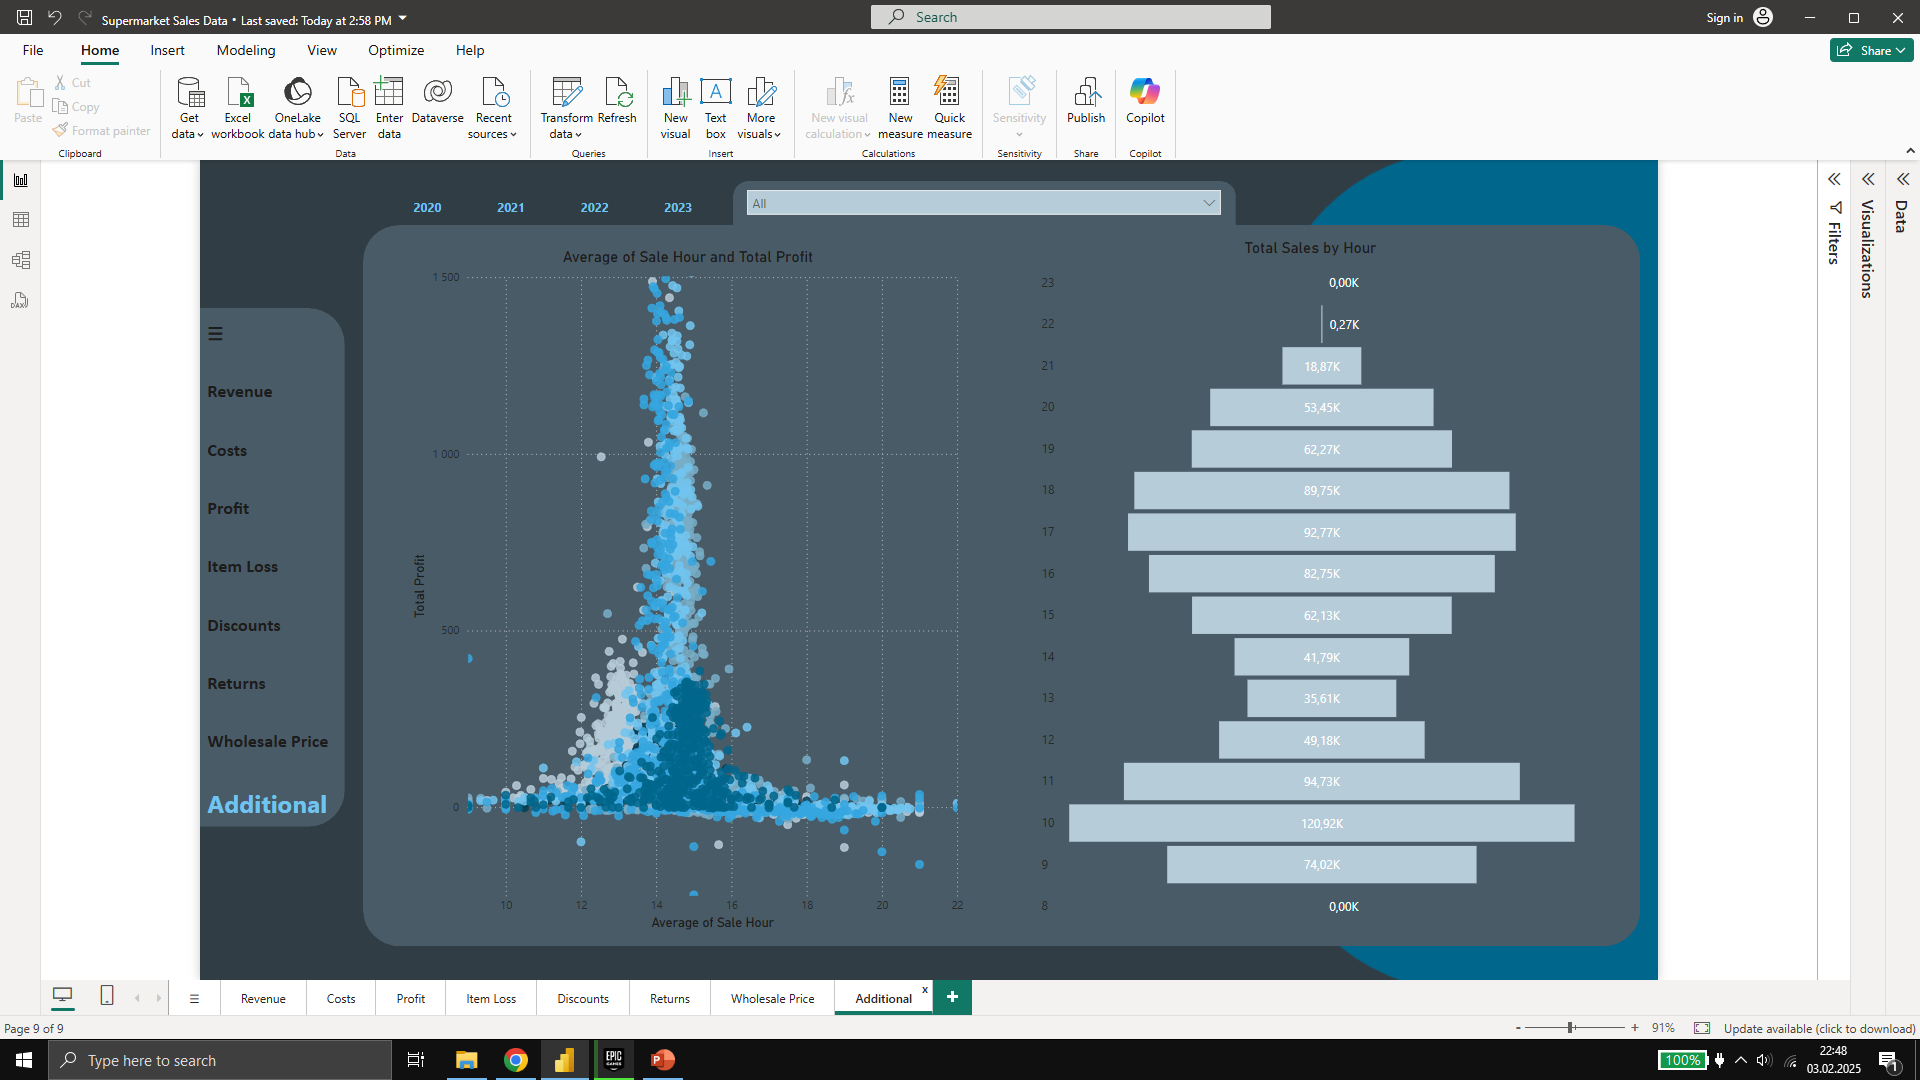 Supermarket Sales Data • Last saved: Today at 2:58 PM
Search
Sign in
File Home Insert Modeling View Optimize Help
Share
Paste
Cut
Copy
Format painter
Clipboard
Get data
Excel workbook
OneLake data hub
SQL Server
Enter data
Dataverse
Recent sources
Data
Transform data
Refresh
Queries
New visual
Text box
More visuals
Insert
New visual calculation
New measure
Quick measure
Calculations
Sensitivity
Sensitivity
Publish
Share
Copilot
Copilot
2020 2021 2022 2023
All
Revenue
Costs
Profit
Item Loss
Discounts
Returns
Wholesale Price
Additional
Average of Sale Hour and Total Profit
Total Profit
1 500
1 000
500
0
10 12 14 16 18 20 22
Average of Sale Hour
Total Sales by Hour
23 0,00K
22 0,27K
21 18,87K
20 53,45K
19 62,27K
18 89,75K
17 92,77K
16 82,75K
15 62,13K
14 41,79K
13 35,61K
12 49,18K
11 94,73K
10 120,92K
9 74,02K
8 0,00K
Filters
Visualizations
Data
Revenue Costs Profit Item Loss Discounts Returns Wholesale Price Additional x +
Page 9 of 9
- + 91%
Update available (click to download)
Type here to search
EPIC GAMES
100%
22:48
03.02.2025
1